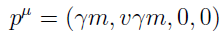 p^μ = (γm, vγm, 0, 0)